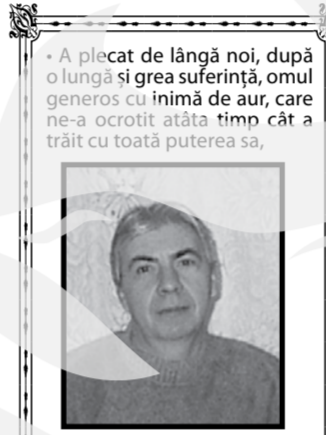 • A plecat de lângă noi, după
o lungă și grea suferință, omul
generos cu inimă de aur, care
ne-a ocrotit atâta timp cât a
trăit cu toată puterea sa,